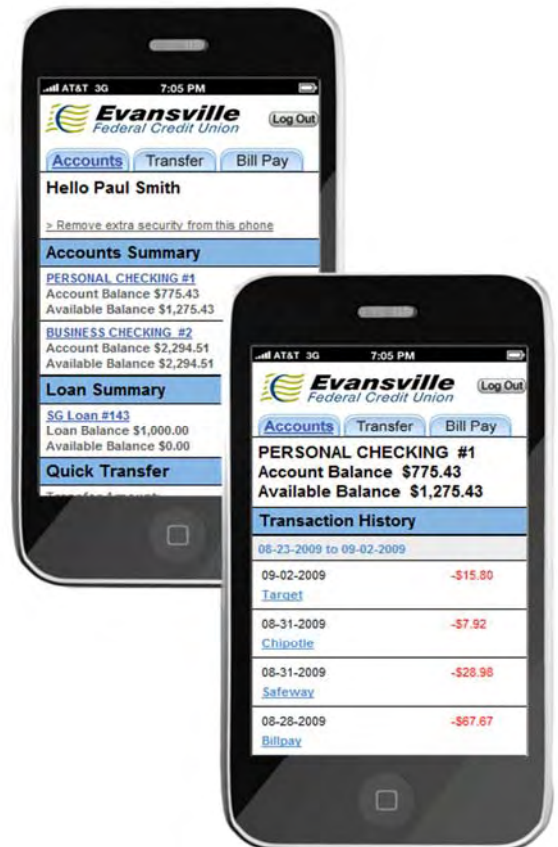 AT&T 3G 7:05 PM
Evansville
Federal Credit Union
Log Out
Accounts Transfer Bill Pay
Hello Paul Smith
> Remove extra security from this phone
Accounts Summary
PERSONAL CHECKING #1
Account Balance $775.43
Available Balance $1,275.43
BUSINESS CHECKING #2
Account Balance $2,294.51
Available Balance $2,294.51
Loan Summary
SG Loan #143
Loan Balance $1,000.00
Available Balance $0.00
Quick Transfer
AT&T 3G 7:05 PM
Evansville
Federal Credit Union
Log Out
Accounts Transfer Bill Pay
PERSONAL CHECKING #1
Account Balance $775.43
Available Balance $1,275.43
Transaction History
08-23-2009 to 09-02-2009
09-02-2009 -$15.80
Target
08-31-2009 -$7.92
Chipotle
08-31-2009 -$28.98
Safeway
08-28-2009 -$67.67
Billpay